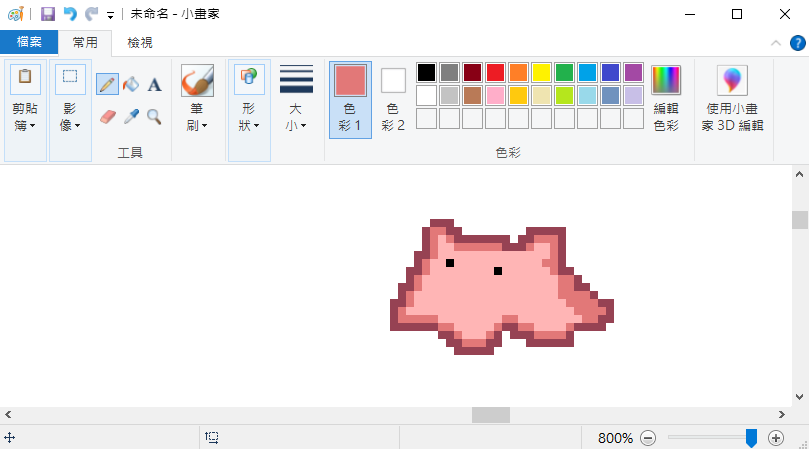 未命名 - 小畫家
檔案 常用 檢視
剪貼
簿
影
像
工具
A
筆
刷
形
狀
大
小
色
彩 1
色
彩 2
編輯
色彩
色彩
使用小畫
家 3D 編輯
800%